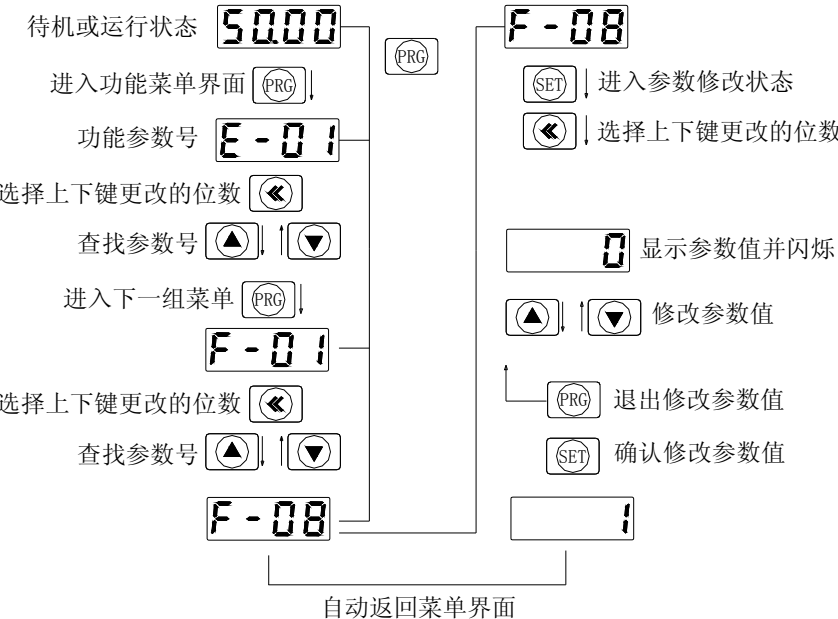 待机或运行状态 50.00
PRG
进入功能菜单界面 PRG
功能参数号 E-01
选择上下键更改的位数
查找参数号
进入下一组菜单 PRG
F-01
选择上下键更改的位数
查找参数号
F-08
F-08
SET 进入参数修改状态
选择上下键更改的位数
0 显示参数值并闪烁
修改参数值
PRG 退出修改参数值
SET 确认修改参数值
1
自动返回菜单界面